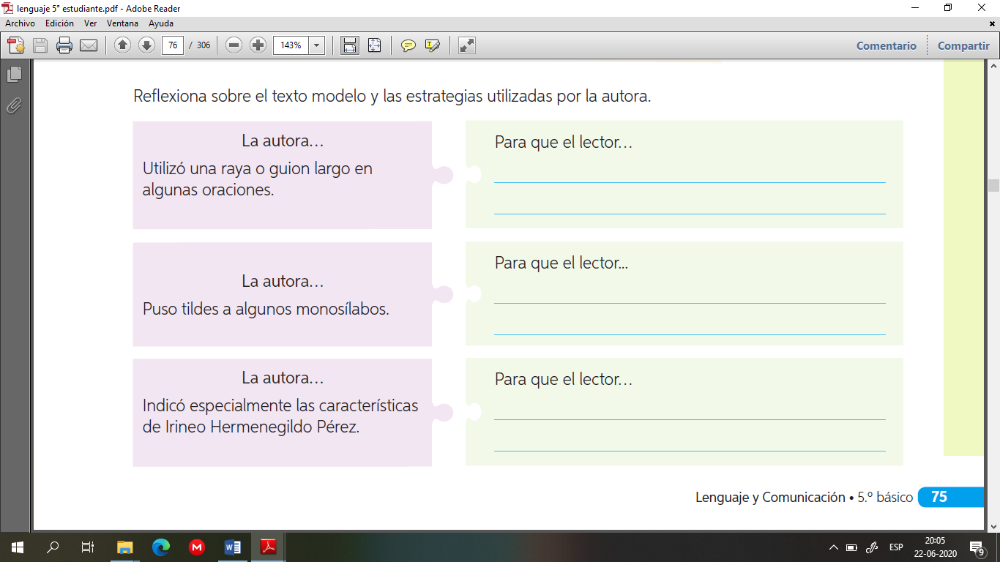 lenguaje 5° estudiante.pdf - Adobe Reader
Archivo Edición Ver Ventana Ayuda
76 / 306 143% Comentario Compartir
Reflexiona sobre el texto modelo y las estrategias utilizadas por la autora.
La autora…
Utilizó una raya o guion largo en
algunas oraciones.
Para que el lector…
La autora…
Puso tildes a algunos monosílabos.
Para que el lector...
La autora…
Indicó especialmente las características
de Irineo Hermenegildo Pérez.
Para que el lector…
Lenguaje y Comunicación • 5.º básico 75
ESP
20:05
22-06-2020
9